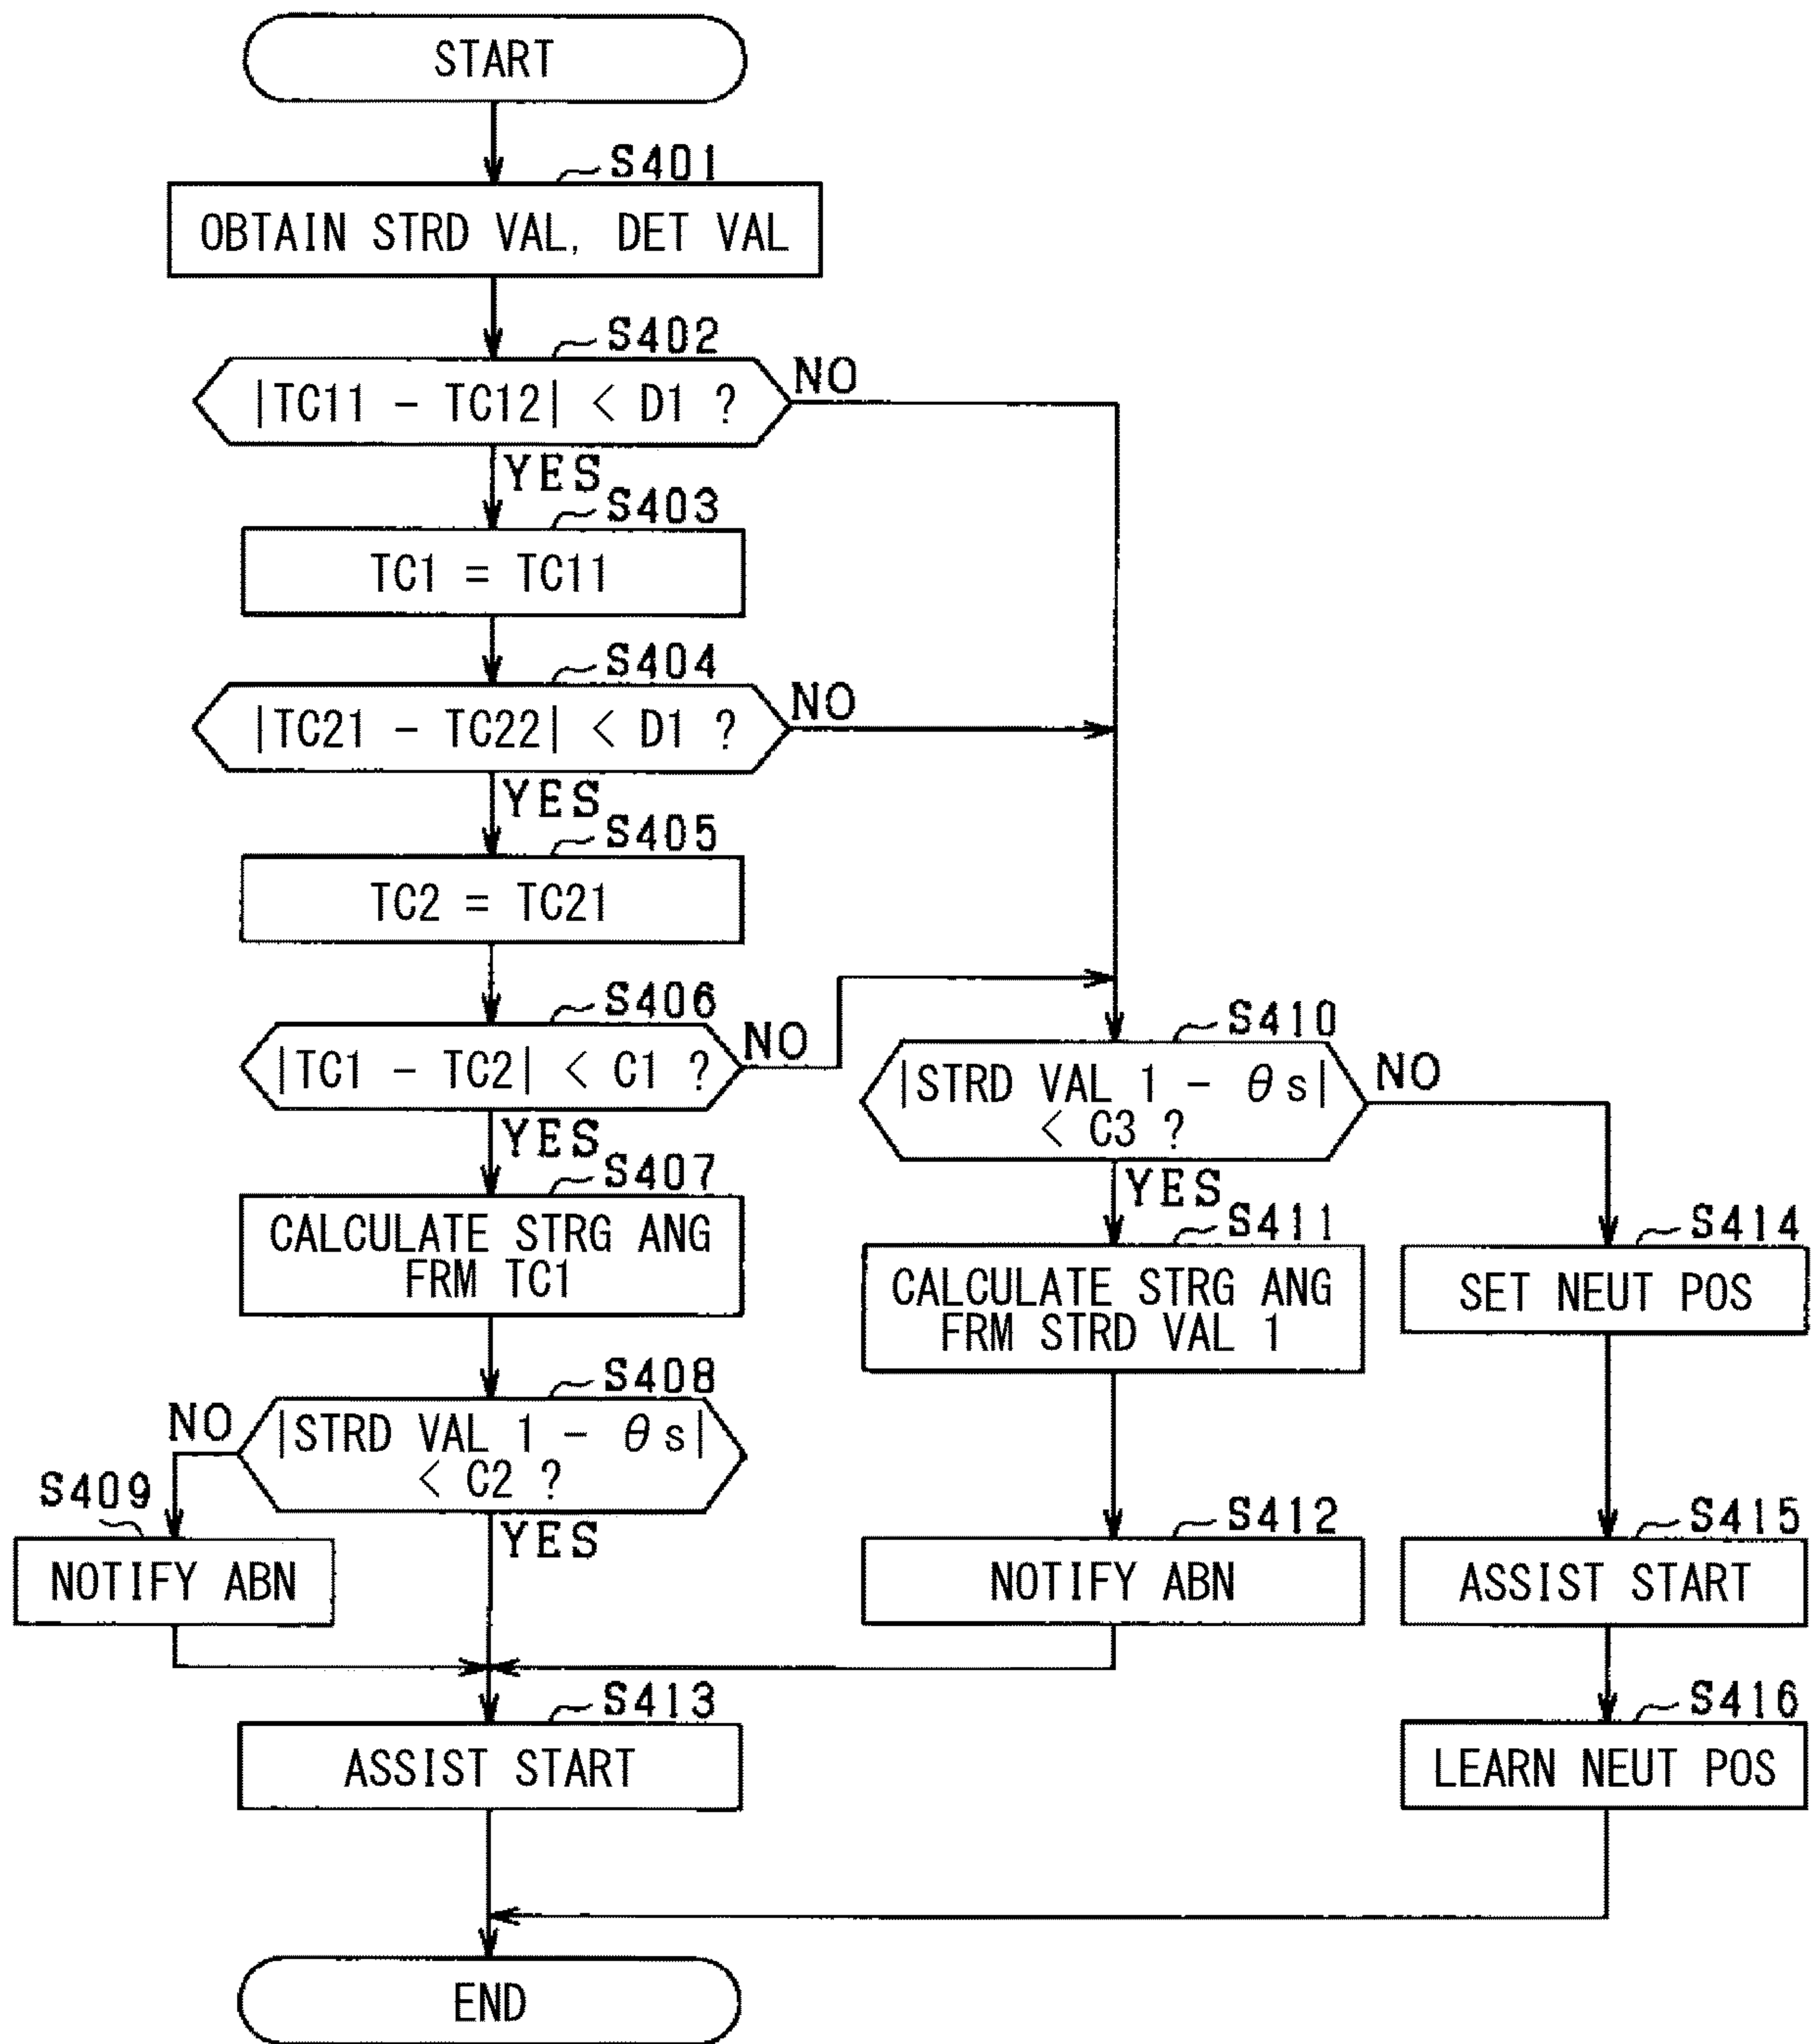 START
S401
OBTAIN STRD VAL, DET VAL
S402
|TC11 - TC12| < D1 ?
NO
YES
S403
TC1 = TC11
S404
|TC21 - TC22| < D1 ?
NO
YES
S405
TC2 = TC21
S406
|TC1 - TC2| < C1 ?
NO
YES
S407
CALCULATE STRG ANG
FRM TC1
S408
|STRD VAL 1 - θs|
< C2 ?
NO
YES
S409
NOTIFY ABN
S410
|STRD VAL 1 - θs|
< C3 ?
NO
YES
S411
CALCULATE STRG ANG
FRM STRD VAL 1
S412
NOTIFY ABN
S413
ASSIST START
S414
SET NEUT POS
S415
ASSIST START
S416
LEARN NEUT POS
END